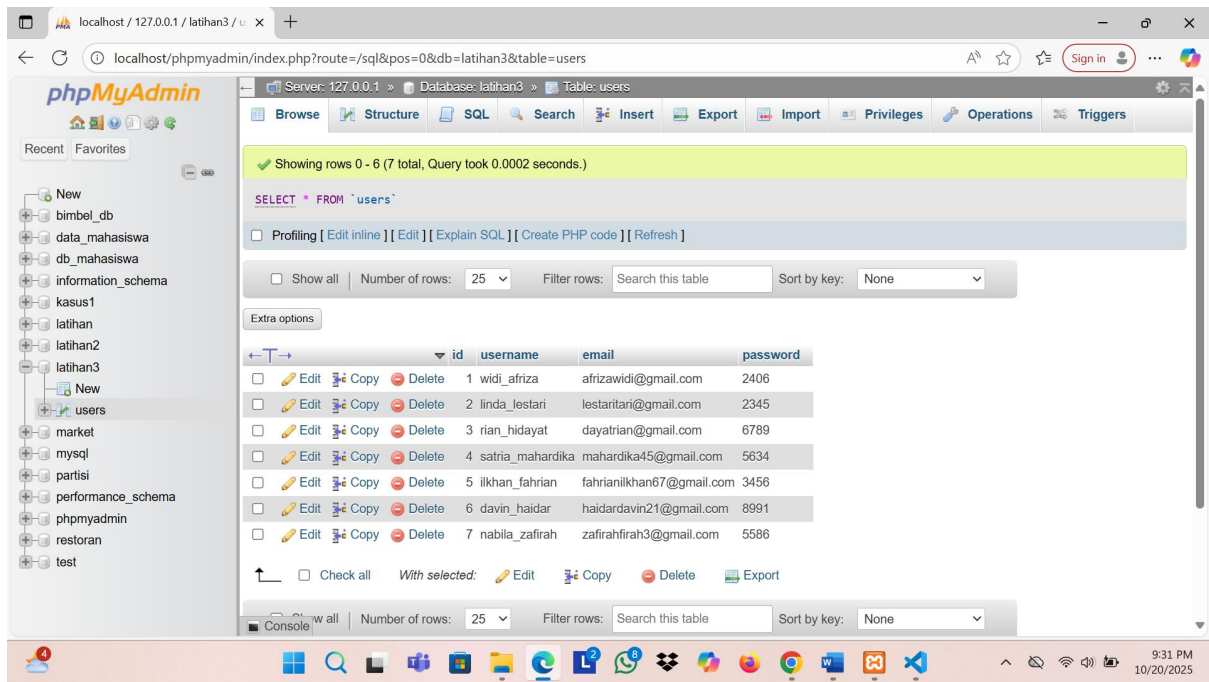 localhost / 127.0.0.1 / latihan3 / u
localhost/phpmyadmin/index.php?route=/sql&pos=0&db=latihan3&table=users
Sign in
phpMyAdmin
Recent Favorites
New
bimbel_db
data_mahasiswa
db_mahasiswa
information_schema
kasus1
latihan
latihan2
latihan3
New
users
market
mysql
partisi
performance_schema
phpmyadmin
restoran
test
Server: 127.0.0.1 » Database: latihan3 » Table: users
Browse Structure SQL Search Insert Export Import Privileges Operations Triggers
Showing rows 0 - 6 (7 total, Query took 0.0002 seconds.)
SELECT * FROM `users`
Profiling [ Edit inline ] [ Edit ] [ Explain SQL ] [ Create PHP code ] [ Refresh ]
Show all | Number of rows: 25 Filter rows: Search this table Sort by key: None
Extra options
id username email password
Edit Copy Delete 1 widi_afriza afrizawidi@gmail.com 2406
Edit Copy Delete 2 linda_lestari lestaritari@gmail.com 2345
Edit Copy Delete 3 rian_hidayat dayatrian@gmail.com 6789
Edit Copy Delete 4 satria_mahardika mahardika45@gmail.com 5634
Edit Copy Delete 5 ilkhan_fahrian fahrianilkhan67@gmail.com 3456
Edit Copy Delete 6 davin_haidar haidardavin21@gmail.com 8991
Edit Copy Delete 7 nabila_zafirah zafirahfirah3@gmail.com 5586
Check all With selected: Edit Copy Delete Export
Show all | Number of rows: 25 Filter rows: Search this table Sort by key: None
Console
4
2
8
9:31 PM
10/20/2025